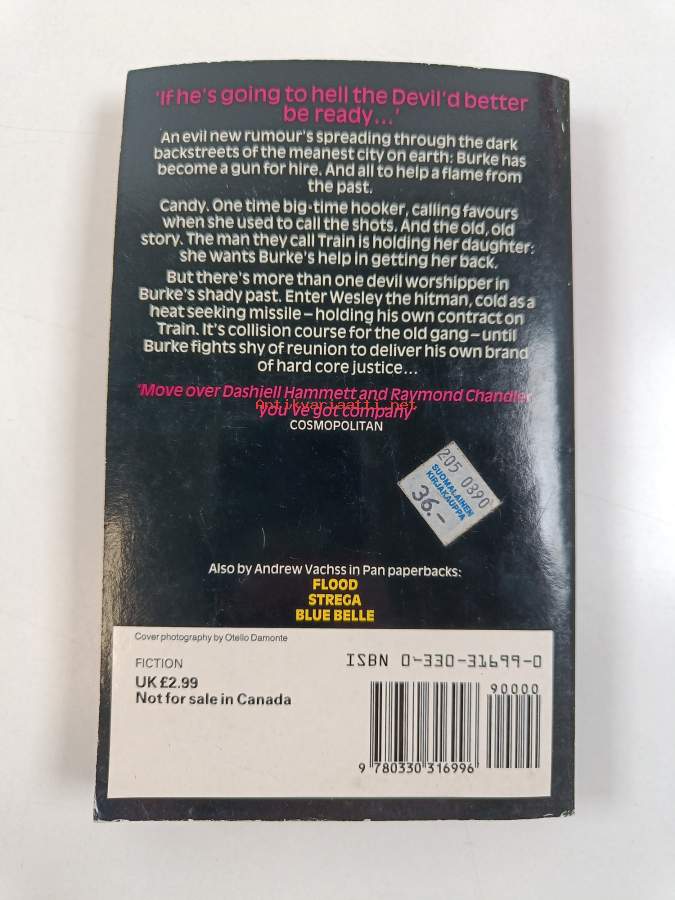 'If he's going to hell the Devil'd better
be ready...'
An evil new rumour's spreading through the dark
backstreets of the meanest city on earth: Burke has
become a gun for hire. And all to help a flame from
the past.
Candy. One time big-time hooker, calling favours
when she used to call the shots. And the old, old
story. The man they call Train is holding her daughter:
she wants Burke's help in getting her back.
But there's more than one devil worshipper in
Burke's shady past. Enter Wesley the hitman, cold as a
heat seeking missile – holding his own contract on
Train. It's collision course for the old gang – until
Burke fights shy of reunion to deliver his own brand
of hard core justice...
'Move over Dashiell Hammett and Raymond Chandler
antikvariaatti.net
you've got company'
COSMOPOLITAN
205 0390
SUOMALAINEN
KIRJAKAUPPA
36.-
Also by Andrew Vachss in Pan paperbacks:
FLOOD
STREGA
BLUE BELLE
Cover photography by Otello Damonte
FICTION
UK £2.99
Not for sale in Canada
ISBN 0-330-31699-0
90000
9 780330 316996